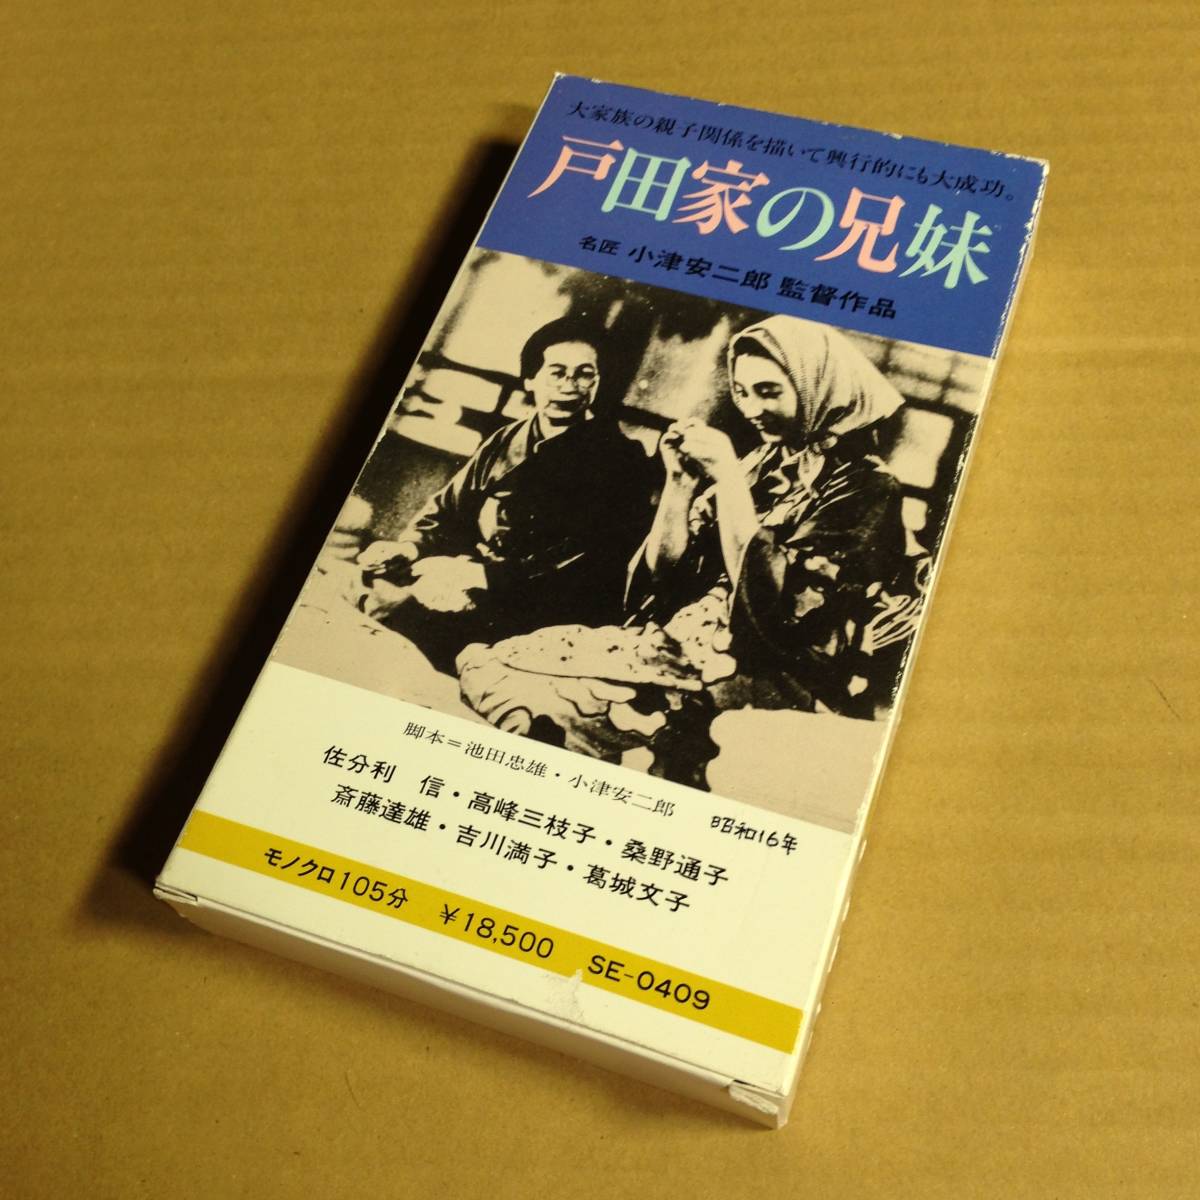 大家族の親子関係を描いて興行的にも大成功。
戸田家の兄妹
名匠 小津安二郎 監督作品
脚本＝池田忠雄・小津安二郎
昭和16年
佐分利 信・高峰三枝子・桑野通子
斎藤達雄・吉川満子・葛城文子
モノクロ105分 ￥18,500 SE-0409